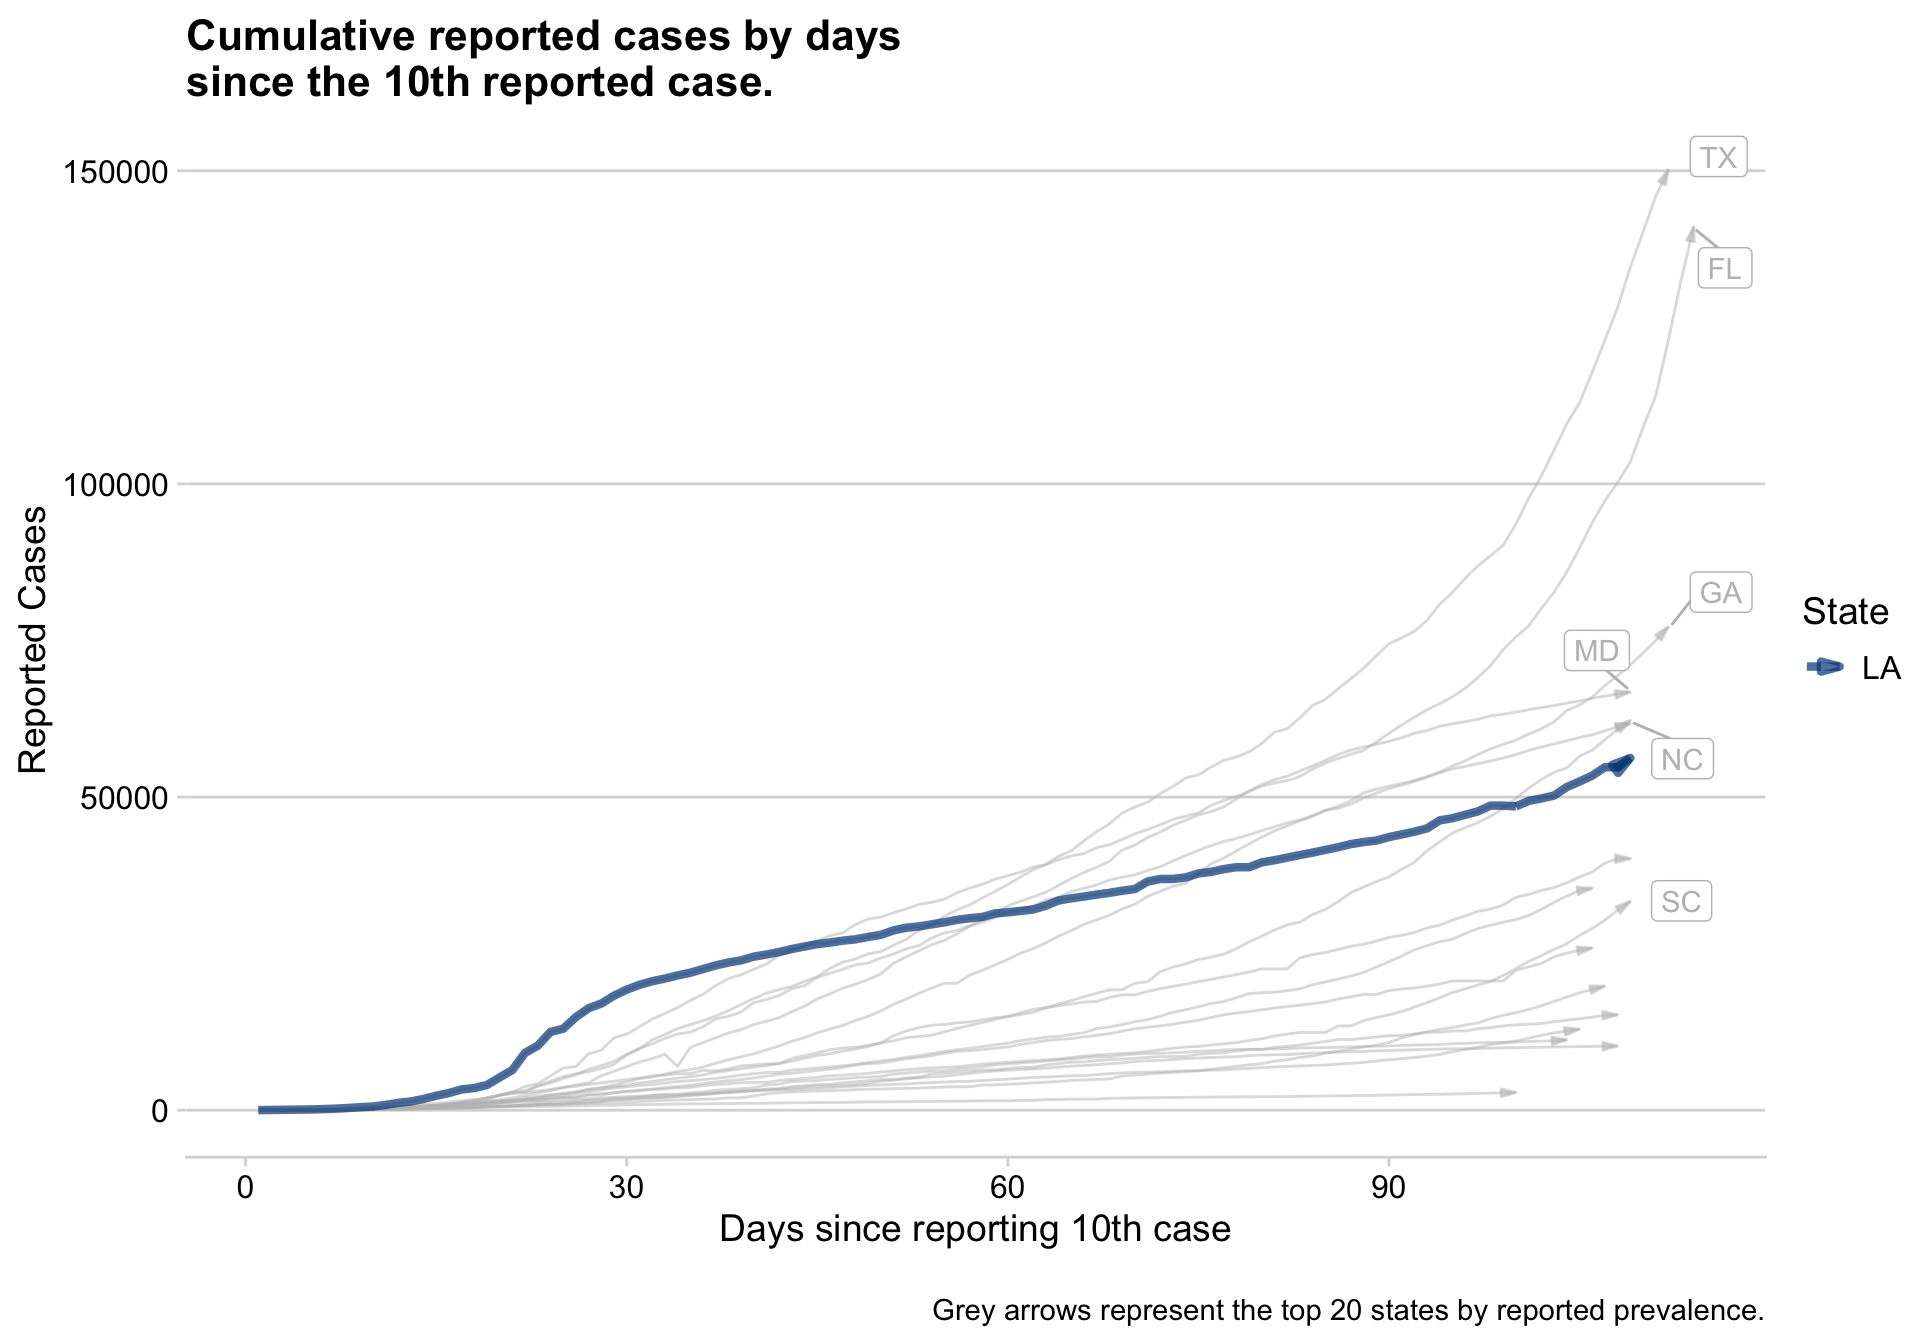 Cumulative reported cases by days
since the 10th reported case.
150000
100000
50000
0
Reported Cases
TX
FL
GA
MD
NC
SC
State
LA
0 30 60 90
Days since reporting 10th case
Grey arrows represent the top 20 states by reported prevalence.